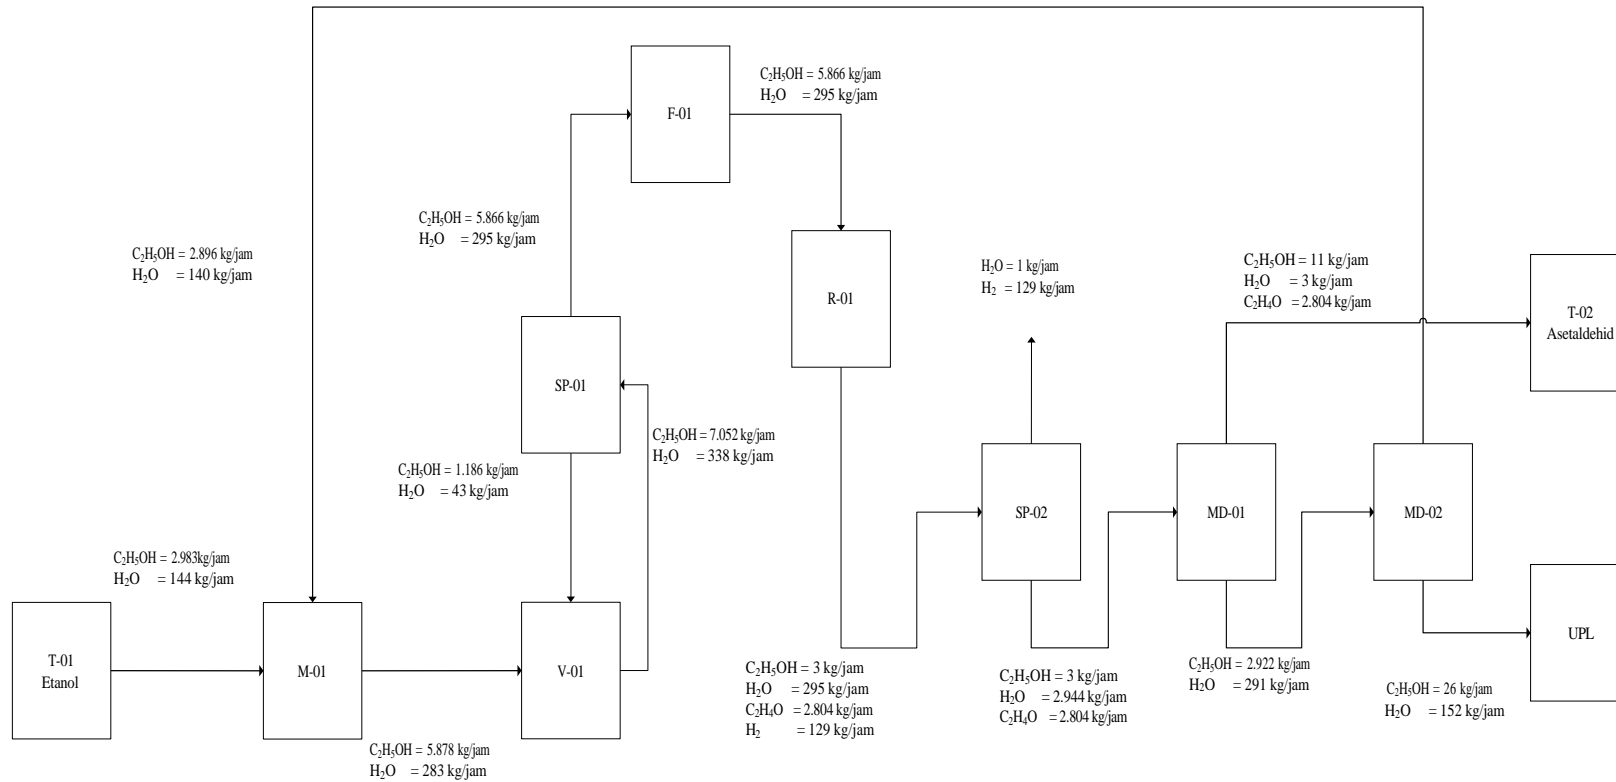 C₂H₅OH = 5.866 kg/jam
H₂O = 295 kg/jam
F-01
C₂H₅OH = 5.866 kg/jam
H₂O = 295 kg/jam
C₂H₅OH = 2.896 kg/jam
H₂O = 140 kg/jam
R-01
H₂O = 1 kg/jam
H₂ = 129 kg/jam
C₂H₅OH = 11 kg/jam
H₂O = 3 kg/jam
C₂H₄O = 2.804 kg/jam
T-02
Asetaldehid
SP-01
C₂H₅OH = 7.052 kg/jam
H₂O = 338 kg/jam
C₂H₅OH = 1.186 kg/jam
H₂O = 43 kg/jam
SP-02
MD-01
MD-02
C₂H₅OH = 2.983kg/jam
H₂O = 144 kg/jam
T-01
Etanol
M-01
V-01
UPL
C₂H₅OH = 3 kg/jam
H₂O = 295 kg/jam
C₂H₄O = 2.804 kg/jam
H₂ = 129 kg/jam
C₂H₅OH = 3 kg/jam
H₂O = 2.944 kg/jam
C₂H₄O = 2.804 kg/jam
C₂H₅OH = 2.922 kg/jam
H₂O = 291 kg/jam
C₂H₅OH = 26 kg/jam
H₂O = 152 kg/jam
C₂H₅OH = 5.878 kg/jam
H₂O = 283 kg/jam